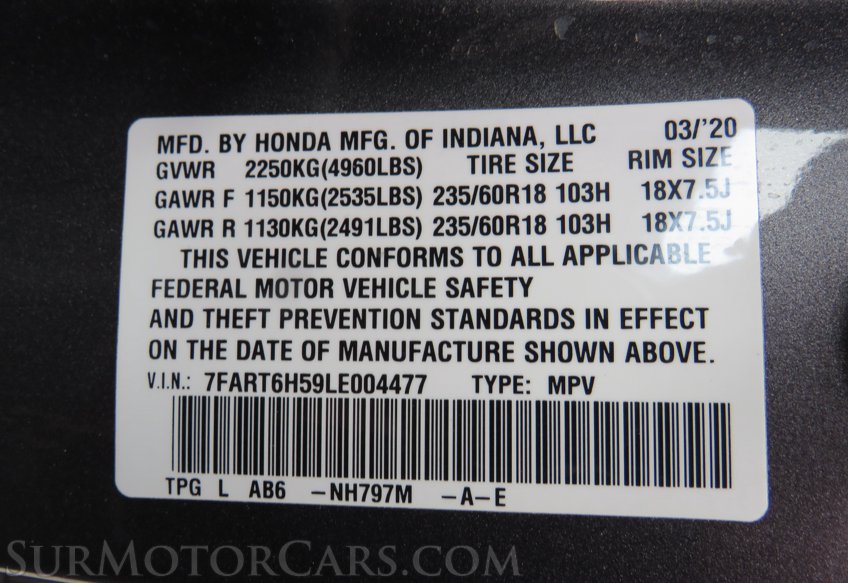 MFD. BY HONDA MFG. OF INDIANA, LLC 03/'20
GVWR 2250KG(4960LBS) TIRE SIZE RIM SIZE
GAWR F 1150KG(2535LBS) 235/60R18 103H 18X7.5J
GAWR R 1130KG(2491LBS) 235/60R18 103H 18X7.5J
THIS VEHICLE CONFORMS TO ALL APPLICABLE
FEDERAL MOTOR VEHICLE SAFETY
AND THEFT PREVENTION STANDARDS IN EFFECT
ON THE DATE OF MANUFACTURE SHOWN ABOVE.
V.I.N.: 7FART6H59LE004477 TYPE: MPV
TPG L AB6 -NH797M -A-E
SurMotorCars.com